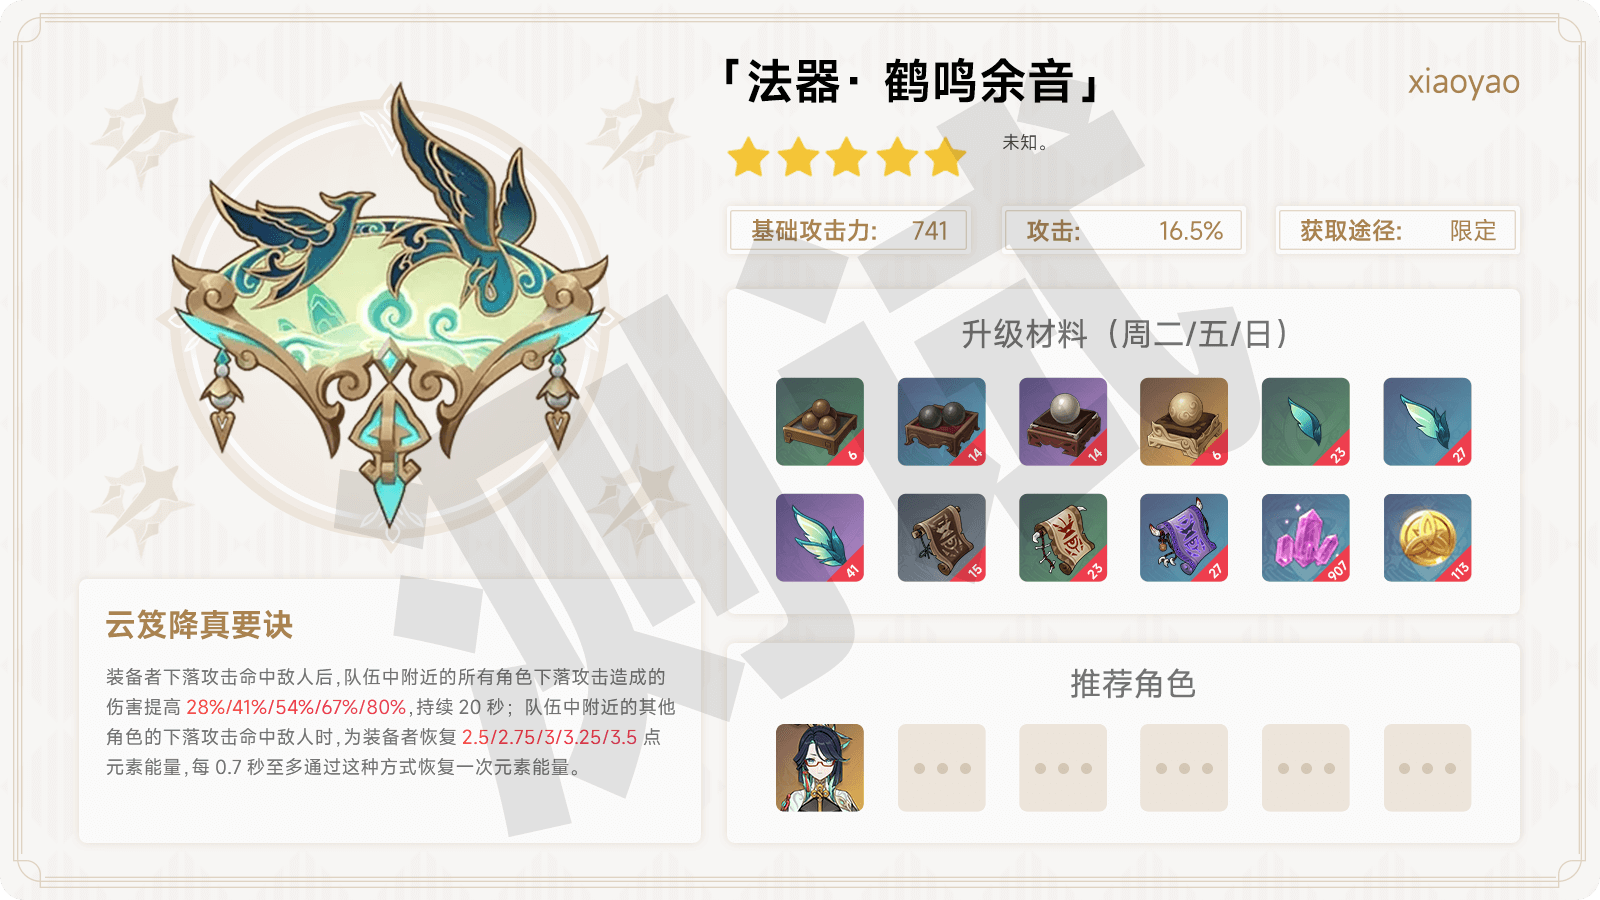 「法器· 鹤鸣余音」
xiaoyao
未知。
基础攻击力: 741
攻击: 16.5%
获取途径: 限定
升级材料（周二/五/日）
6
14
14
6
23
27
41
15
23
27
907
113
云笈降真要诀
装备者下落攻击命中敌人后,队伍中附近的所有角色下落攻击造成的
伤害提高 28%/41%/54%/67%/80%,持续 20 秒；队伍中附近的其他
角色的下落攻击命中敌人时,为装备者恢复 2.5/2.75/3/3.25/3.5 点
元素能量,每 0.7 秒至多通过这种方式恢复一次元素能量。
推荐角色
测试